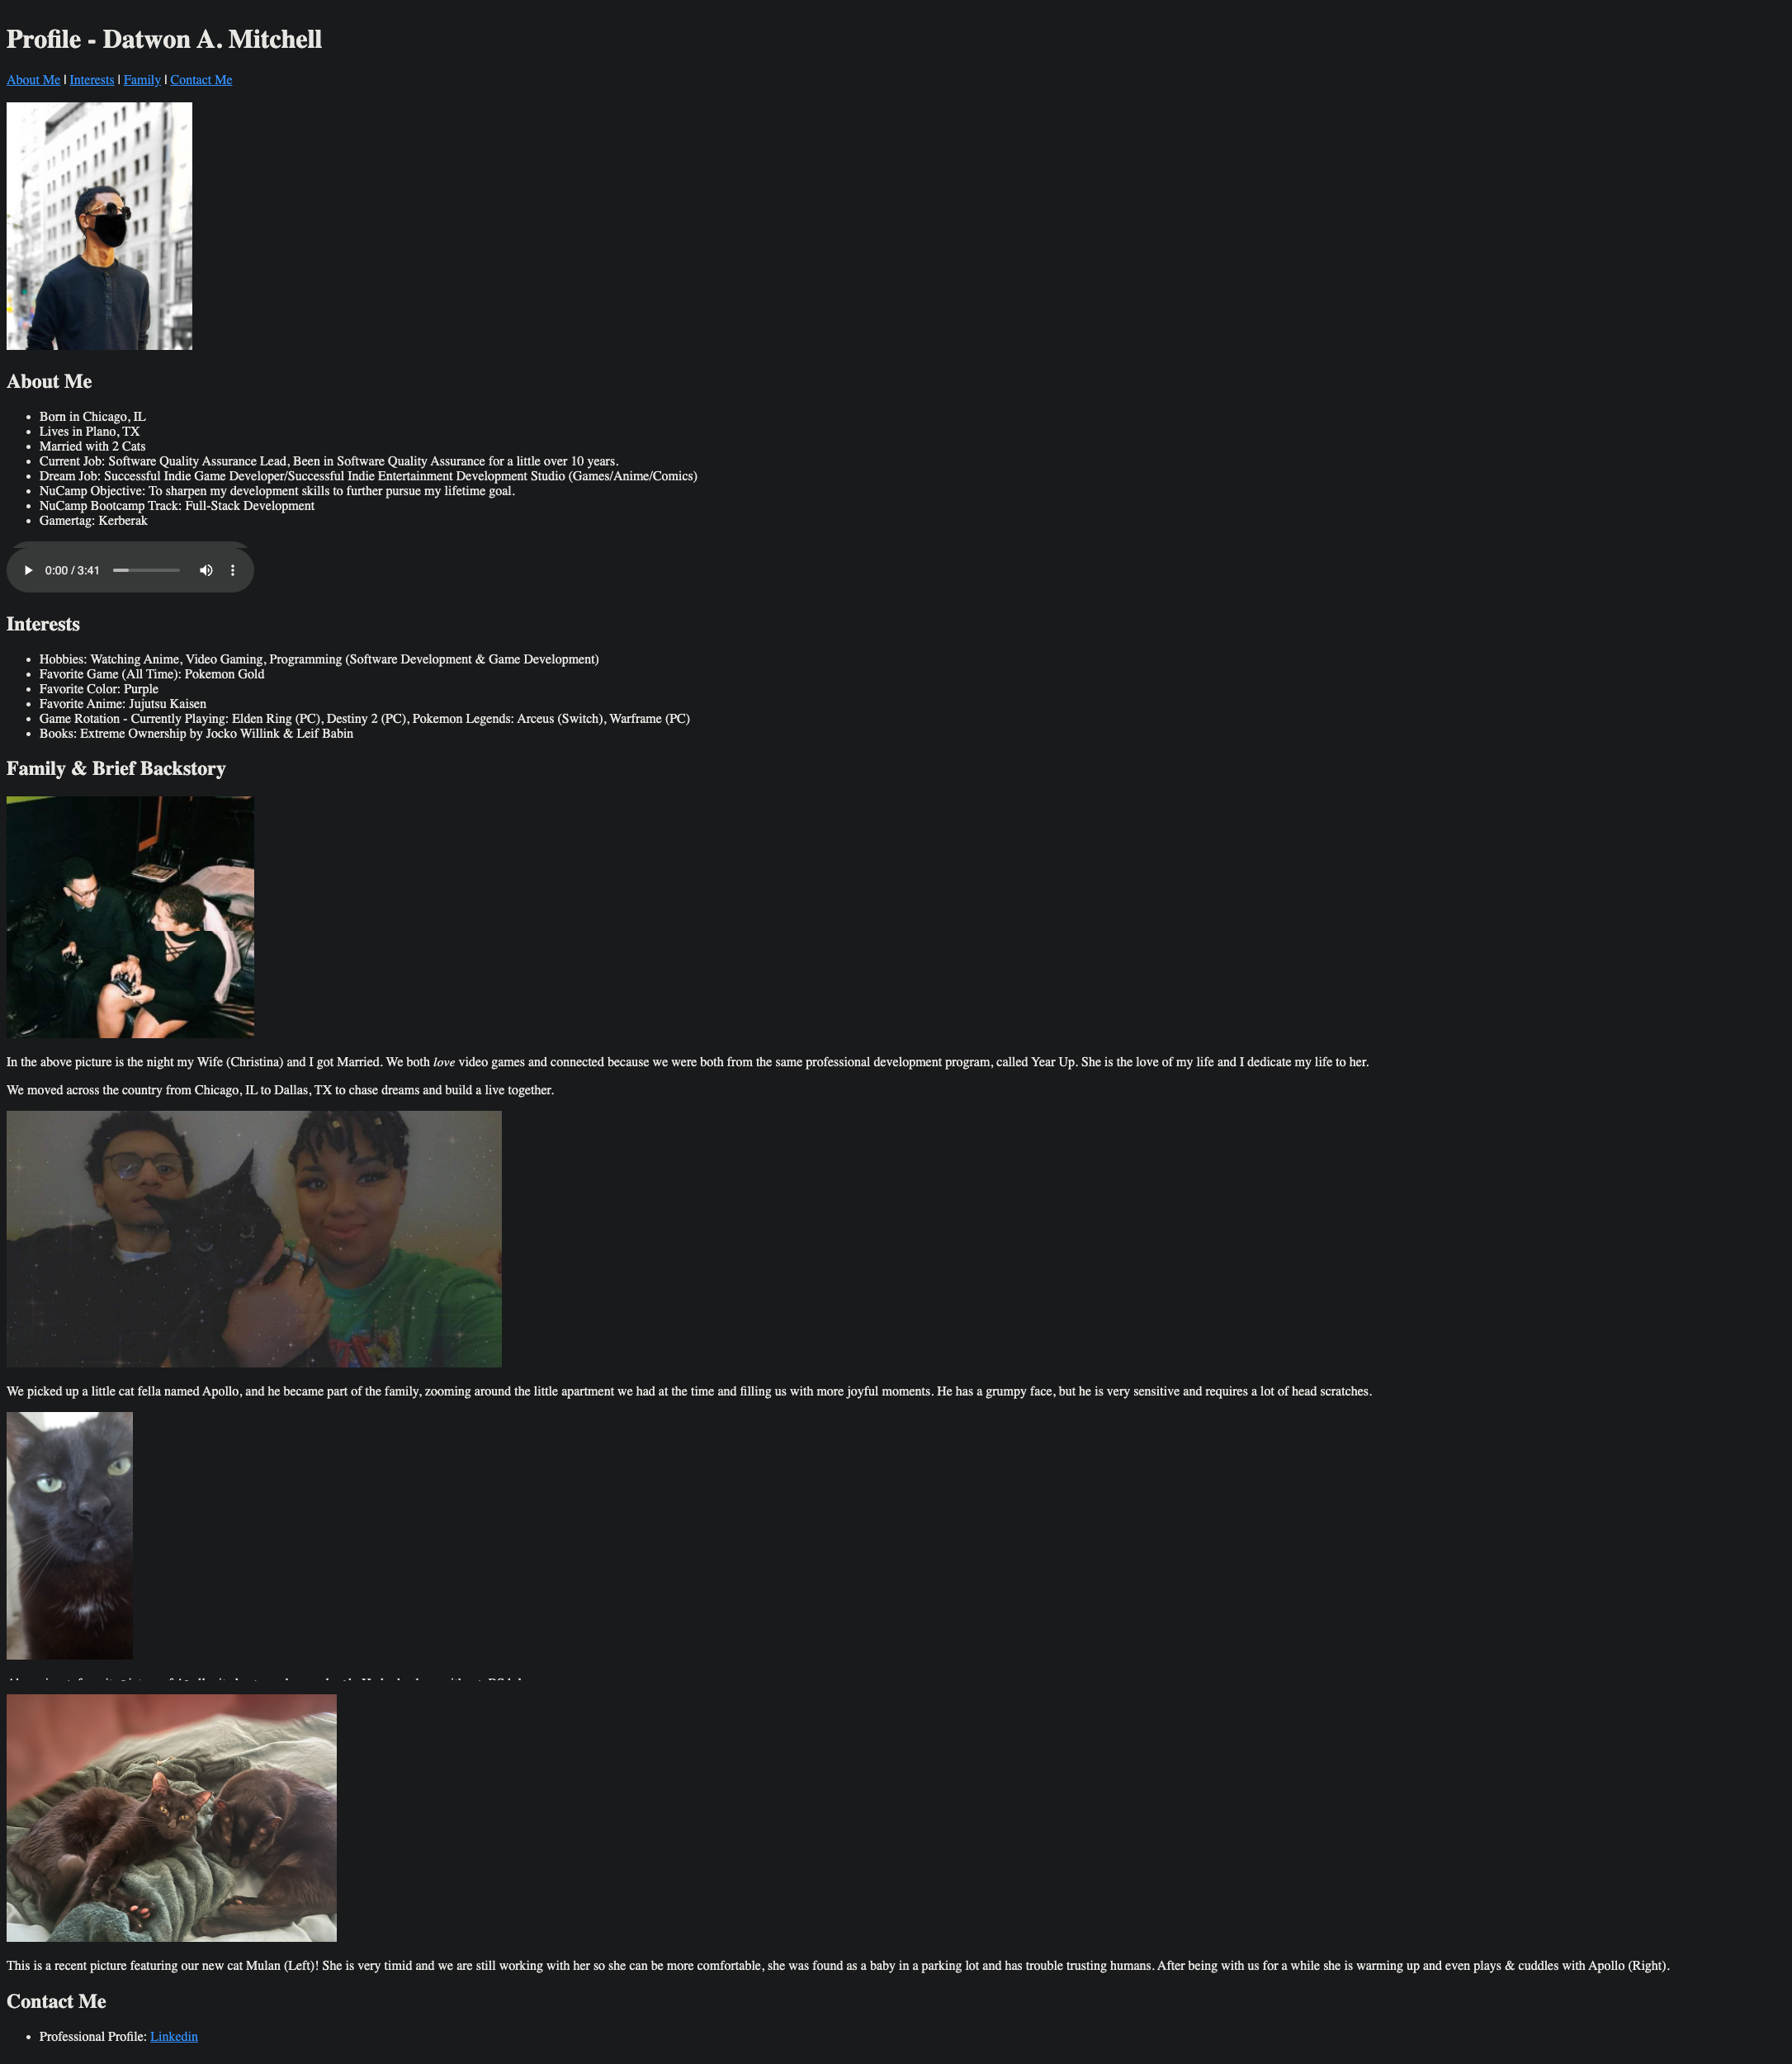 Profile - Datwon A. Mitchell
About Me | Interests | Family | Contact Me
About Me
Born in Chicago, IL
Lives in Plano, TX
Married with 2 Cats
Current Job: Software Quality Assurance Lead, Been in Software Quality Assurance for a little over 10 years.
Dream Job: Successful Indie Game Developer/Successful Indie Entertainment Development Studio (Games/Anime/Comics)
NuCamp Objective: To sharpen my development skills to further pursue my lifetime goal.
NuCamp Bootcamp Track: Full-Stack Development
Gamertag: Kerberak
0:00 / 3:41
Interests
Hobbies: Watching Anime, Video Gaming, Programming (Software Development & Game Development)
Favorite Game (All Time): Pokemon Gold
Favorite Color: Purple
Favorite Anime: Jujutsu Kaisen
Game Rotation - Currently Playing: Elden Ring (PC), Destiny 2 (PC), Pokemon Legends: Arceus (Switch), Warframe (PC)
Books: Extreme Ownership by Jocko Willink & Leif Babin
Family & Brief Backstory
In the above picture is the night my Wife (Christina) and I got Married. We both love video games and connected because we were both from the same professional development program, called Year Up. She is the love of my life and I dedicate my life to her.
We moved across the country from Chicago, IL to Dallas, TX to chase dreams and build a live together.
We picked up a little cat fella named Apollo, and he became part of the family, zooming around the little apartment we had at the time and filling us with more joyful moments. He has a grumpy face, but he is very sensitive and requires a lot of head scratches.
This is a recent picture featuring our new cat Mulan (Left)! She is very timid and we are still working with her so she can be more comfortable, she was found as a baby in a parking lot and has trouble trusting humans. After being with us for a while she is warming up and even plays & cuddles with Apollo (Right).
Contact Me
Professional Profile: Linkedin